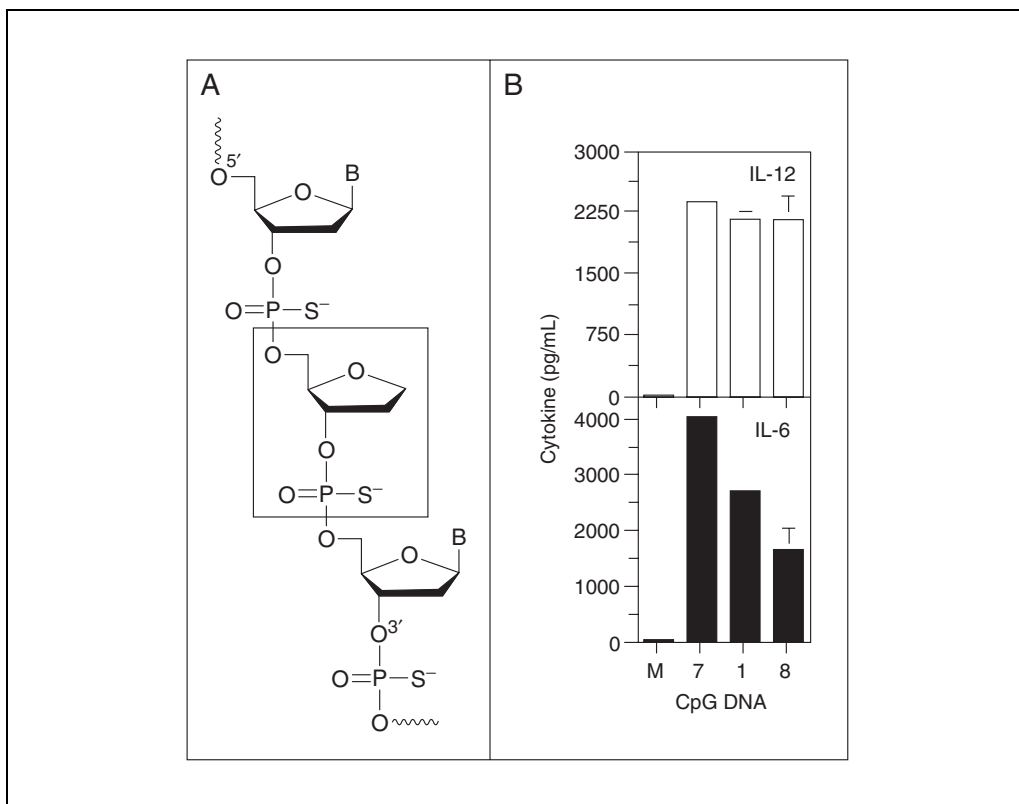 A
5′
O
B
O
O
O=P–S−
O
O
O
O=P–S−
O
B
O
O3′
O=P–S−
O
B
Cytokine (pg/mL)
3000
IL-12
2250
1500
750
0
4000
IL-6
3000
2000
1000
0
M 7 1 8
CpG DNA